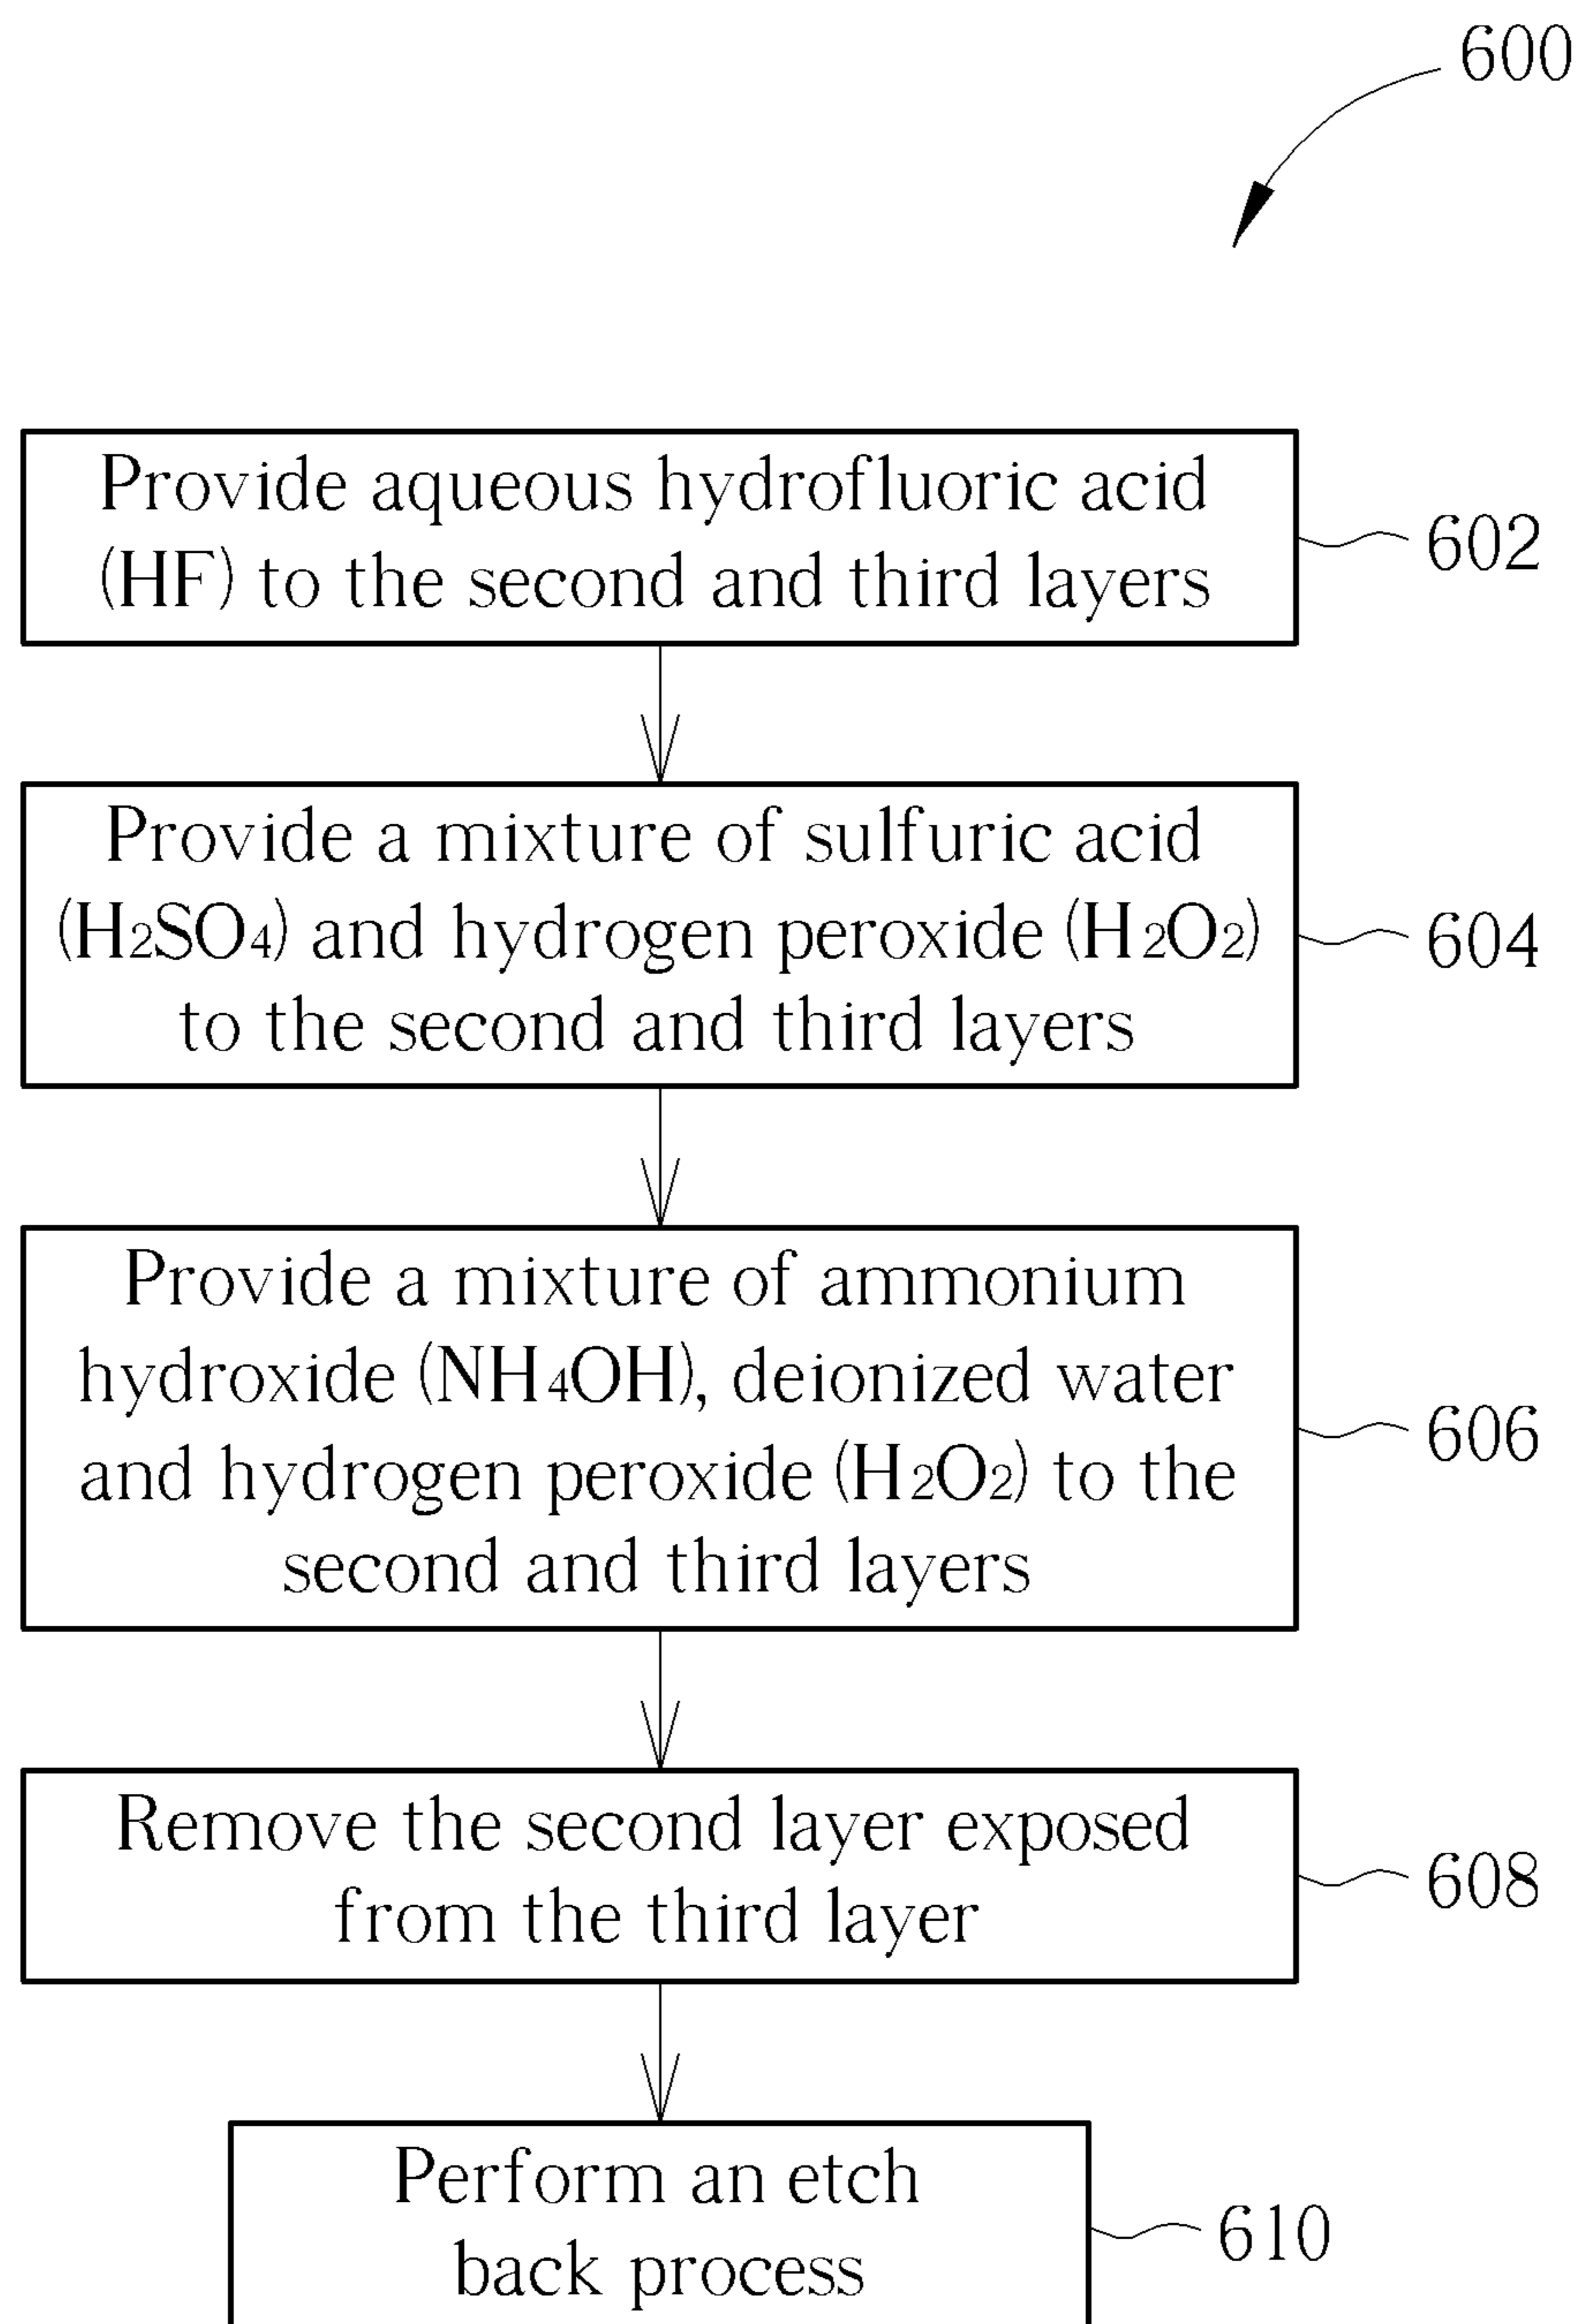 600
Provide aqueous hydrofluoric acid
(HF) to the second and third layers
602
Provide a mixture of sulfuric acid
(H2SO4) and hydrogen peroxide (H2O2)
to the second and third layers
604
Provide a mixture of ammonium
hydroxide (NH4OH), deionized water
and hydrogen peroxide (H2O2) to the
second and third layers
606
Remove the second layer exposed
from the third layer
608
Perform an etch
back process
610